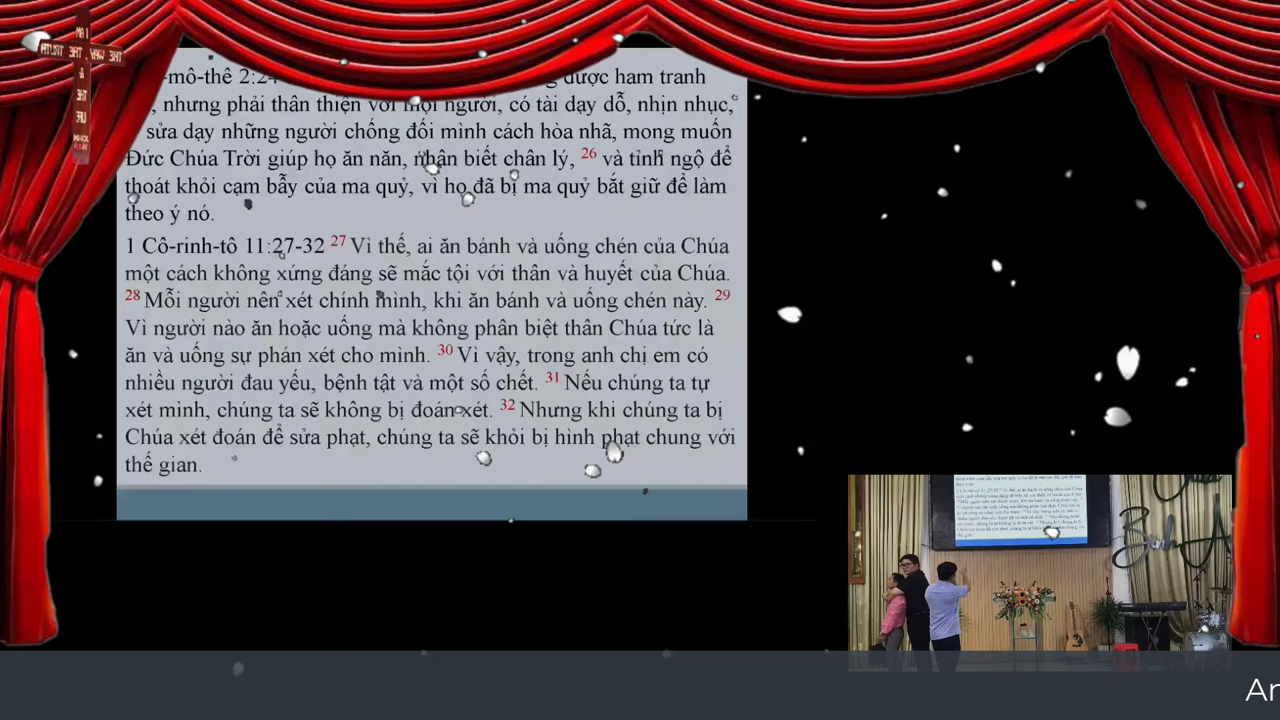 -mô-thê 2:24
được ham tranh
, nhưng phải thân thiện với mọi người, có tài dạy dỗ, nhịn nhục,
sửa dạy những người chống đối mình cách hòa nhã, mong muốn
Đức Chúa Trời giúp họ ăn năn, nhận biết chân lý, 26 và tỉnh ngộ để
thoát khỏi cạm bẫy của ma quỷ, vì họ đã bị ma quỷ bắt giữ để làm
theo ý nó.
1 Cô-rinh-tô 11:27-32 27 Vì thế, ai ăn bánh và uống chén của Chúa
một cách không xứng đáng sẽ mắc tội với thân và huyết của Chúa.
28 Mỗi người nên xét chính mình, khi ăn bánh và uống chén này. 29
Vì người nào ăn hoặc uống mà không phân biệt thân Chúa tức là
ăn và uống sự phán xét cho mình. 30 Vì vậy, trong anh chị em có
nhiều người đau yếu, bệnh tật và một số chết. 31 Nếu chúng ta tự
xét mình, chúng ta sẽ không bị đoán xét. 32 Nhưng khi chúng ta bị
Chúa xét đoán để sửa phạt, chúng ta sẽ khỏi bị hình phạt chung với
thế gian.
Bình A